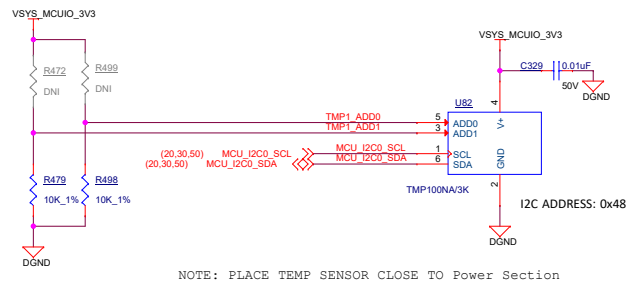 VSYS_MCUIO_3V3
VSYS_MCUIO_3V3
R472
DNI
R499
DNI
C329
0.01uF
50V
DGND
U82
TMP1_ADD0
TMP1_ADD1
5
3
4
ADD0
ADD1
V+
(20,30,50) MCU_I2C0_SCL
(20,30,50) MCU_I2C0_SDA
MCU_I2C0_SCL
MCU_I2C0_SDA
1
6
SCL
SDA
GND
2
R479
10K_1%
R498
10K_1%
TMP100NA/3K
I2C ADDRESS: 0x48
DGND
DGND
NOTE: PLACE TEMP SENSOR CLOSE TO Power Section